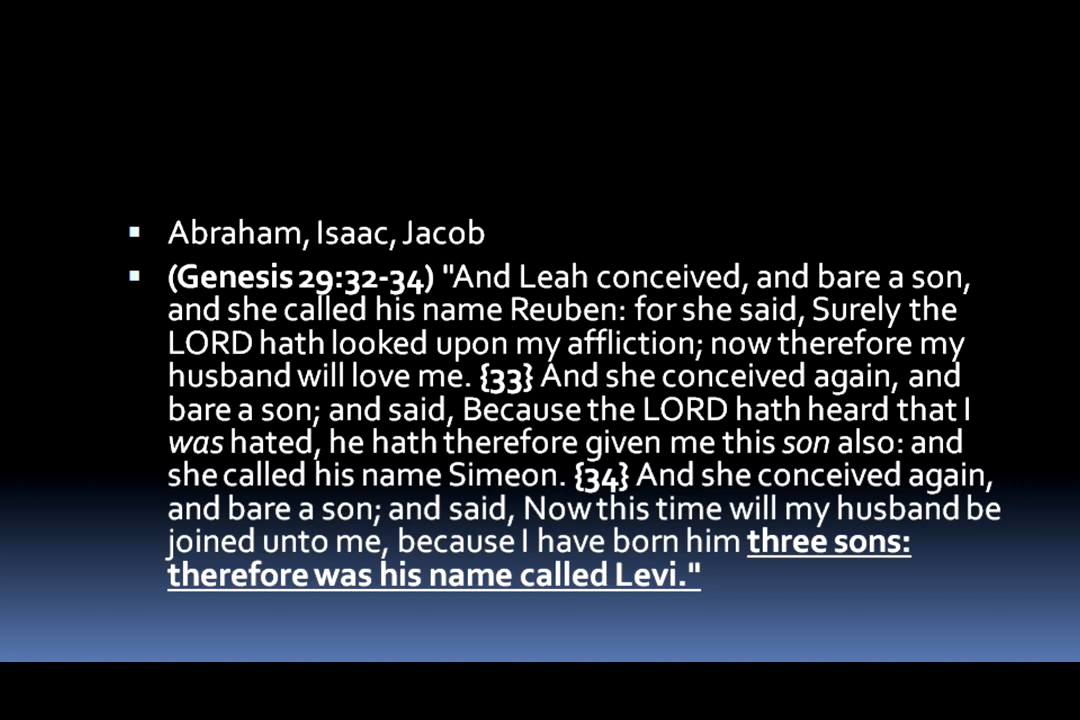 ▪ Abraham, Isaac, Jacob
▪ (Genesis 29:32-34) "And Leah conceived, and bare a son,
and she called his name Reuben: for she said, Surely the
LORD hath looked upon my affliction; now therefore my
husband will love me. {33} And she conceived again, and
bare a son; and said, Because the LORD hath heard that I
was hated, he hath therefore given me this son also: and
she called his name Simeon. {34} And she conceived again,
and bare a son; and said, Now this time will my husband be
joined unto me, because I have born him three sons:
therefore was his name called Levi."